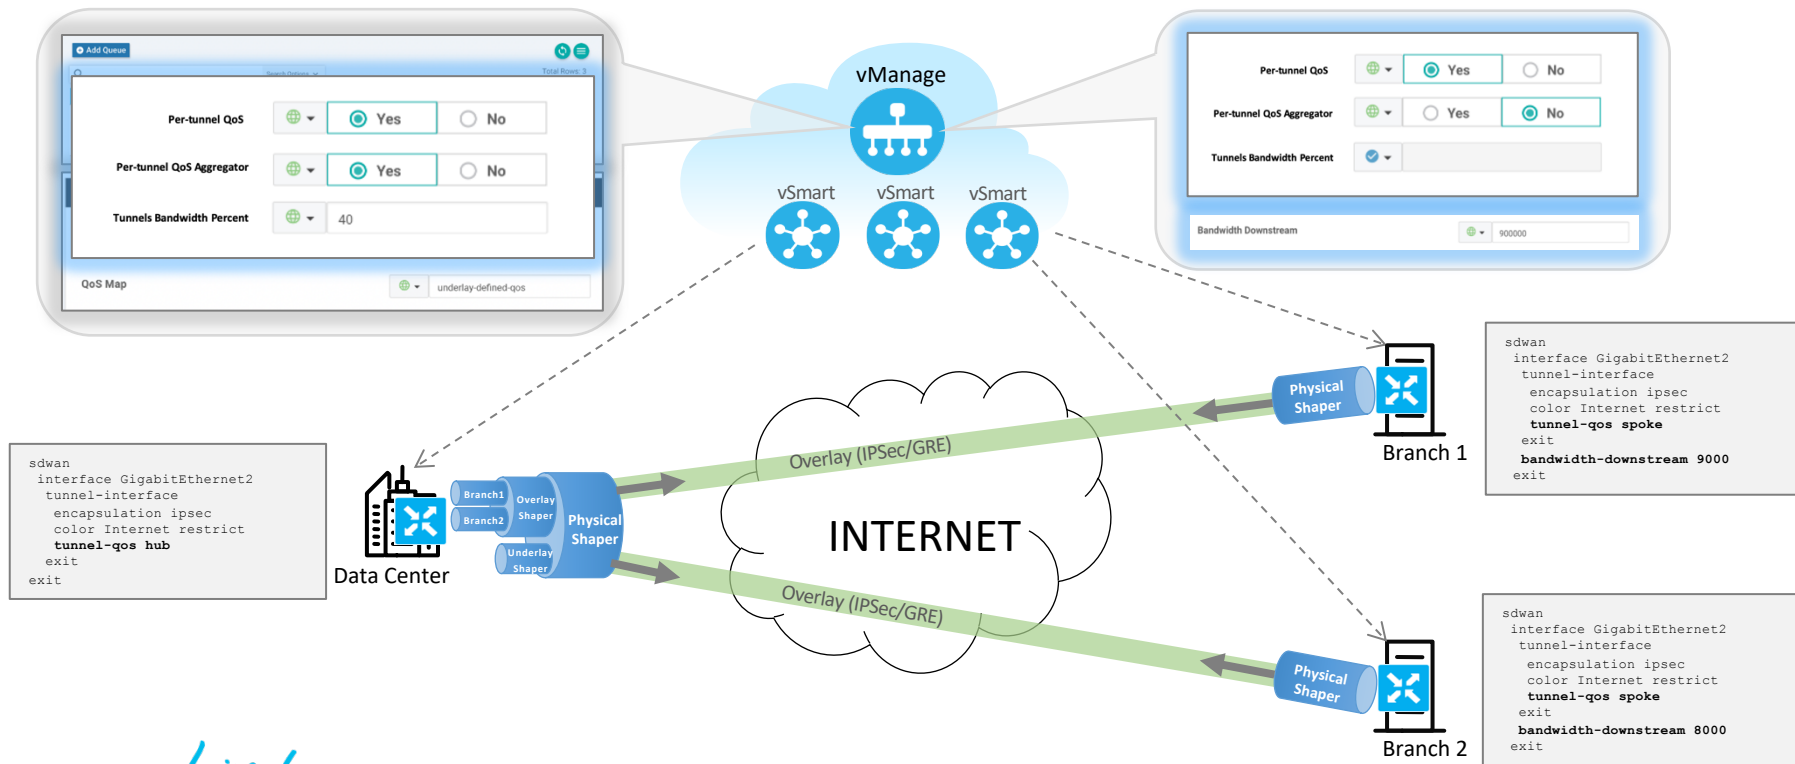 Add Queue
Search Options
Total Rows: 3
Per-tunnel QoS
Yes
No
Per-tunnel QoS Aggregator
Yes
No
Tunnels Bandwidth Percent
40
QoS Map
underlay-defined-qos
vManage
vSmart
vSmart
vSmart
Per-tunnel QoS
Yes
No
Per-tunnel QoS Aggregator
Yes
No
Tunnels Bandwidth Percent
Bandwidth Downstream
900000
sdwan
interface GigabitEthernet2
tunnel-interface
encapsulation ipsec
color Internet restrict
tunnel-qos hub
exit
exit
Data Center
Branch1
Branch2
Overlay
Shaper
Underlay
Shaper
Physical
Shaper
Overlay (IPSec/GRE)
INTERNET
Overlay (IPSec/GRE)
Physical
Shaper
Branch 1
sdwan
interface GigabitEthernet2
tunnel-interface
encapsulation ipsec
color Internet restrict
tunnel-qos spoke
exit
bandwidth-downstream 9000
exit
Physical
Shaper
Branch 2
sdwan
interface GigabitEthernet2
tunnel-interface
encapsulation ipsec
color Internet restrict
tunnel-qos spoke
exit
bandwidth-downstream 8000
exit